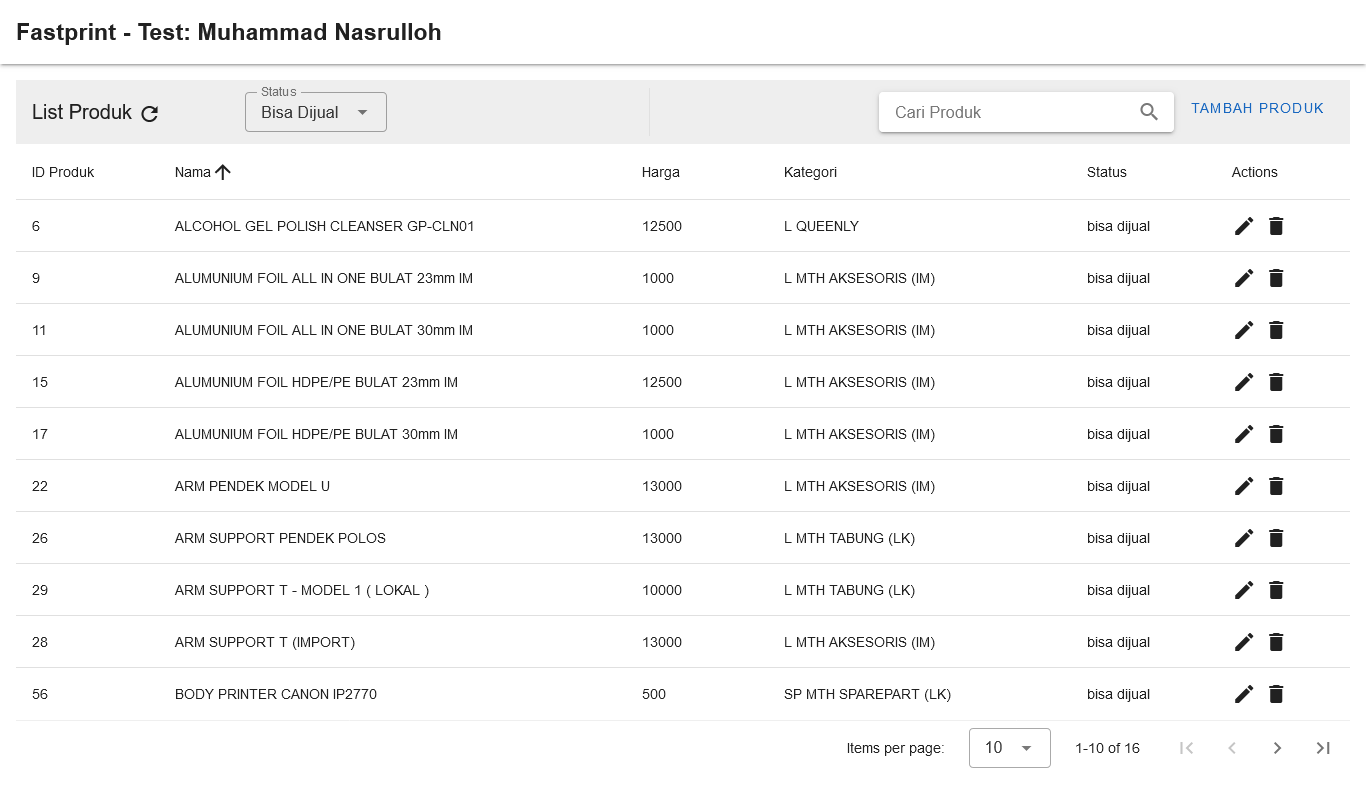 Fastprint - Test: Muhammad Nasrulloh
Status
List Produk Bisa Dijual Cari Produk TAMBAH PRODUK
ID Produk Nama Harga Kategori Status Actions
6 ALCOHOL GEL POLISH CLEANSER GP-CLN01 12500 L QUEENLY bisa dijual
9 ALUMUNIUM FOIL ALL IN ONE BULAT 23mm IM 1000 L MTH AKSESORIS (IM) bisa dijual
11 ALUMUNIUM FOIL ALL IN ONE BULAT 30mm IM 1000 L MTH AKSESORIS (IM) bisa dijual
15 ALUMUNIUM FOIL HDPE/PE BULAT 23mm IM 12500 L MTH AKSESORIS (IM) bisa dijual
17 ALUMUNIUM FOIL HDPE/PE BULAT 30mm IM 1000 L MTH AKSESORIS (IM) bisa dijual
22 ARM PENDEK MODEL U 13000 L MTH AKSESORIS (IM) bisa dijual
26 ARM SUPPORT PENDEK POLOS 13000 L MTH TABUNG (LK) bisa dijual
29 ARM SUPPORT T - MODEL 1 ( LOKAL ) 10000 L MTH TABUNG (LK) bisa dijual
28 ARM SUPPORT T (IMPORT) 13000 L MTH AKSESORIS (IM) bisa dijual
56 BODY PRINTER CANON IP2770 500 SP MTH SPAREPART (LK) bisa dijual
Items per page: 10 1-10 of 16